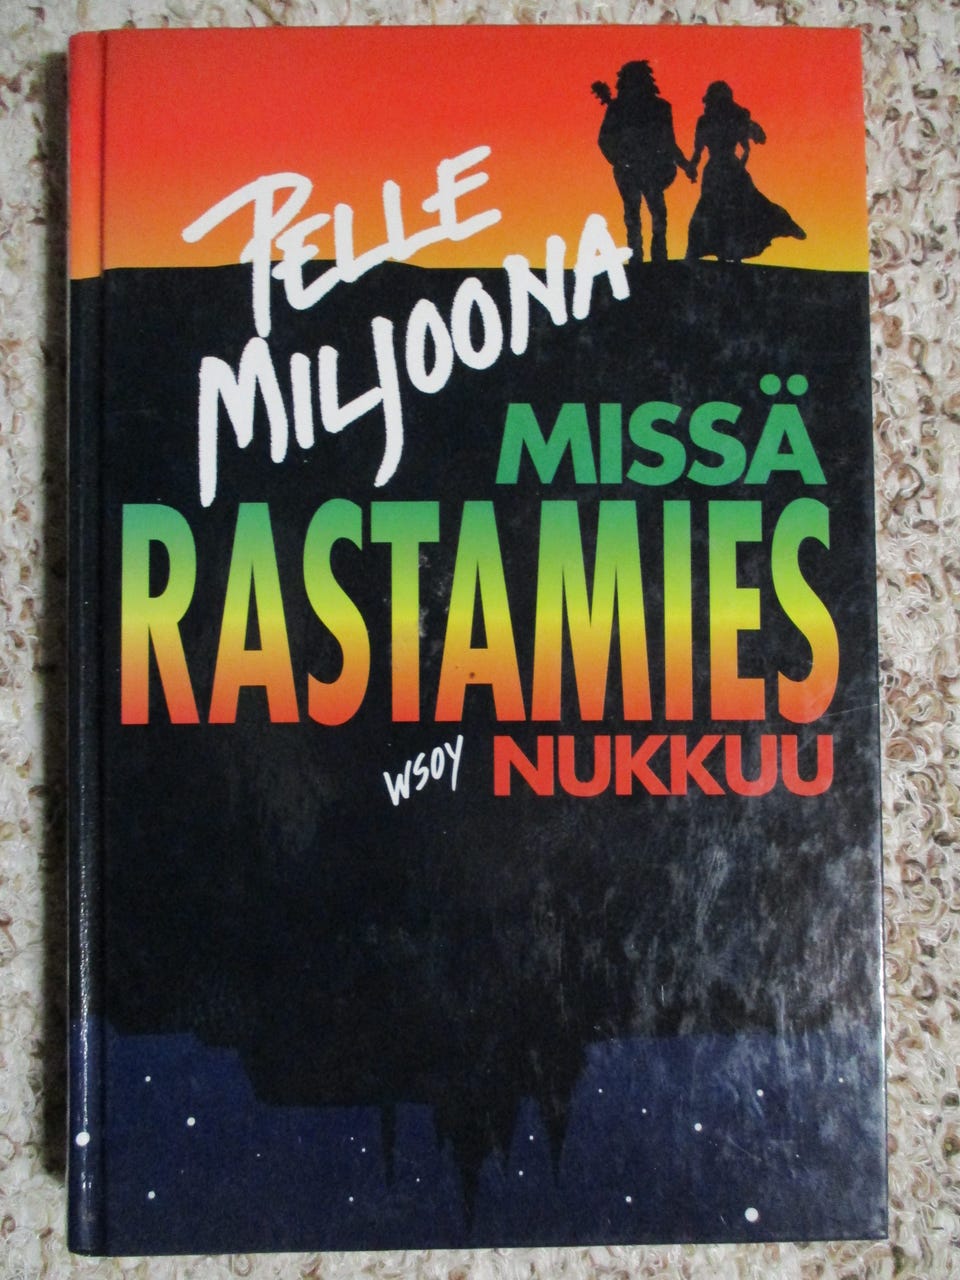 PELLE
MILJOONA
MISSÄ
RASTAMIES
WSOY NUKKUU